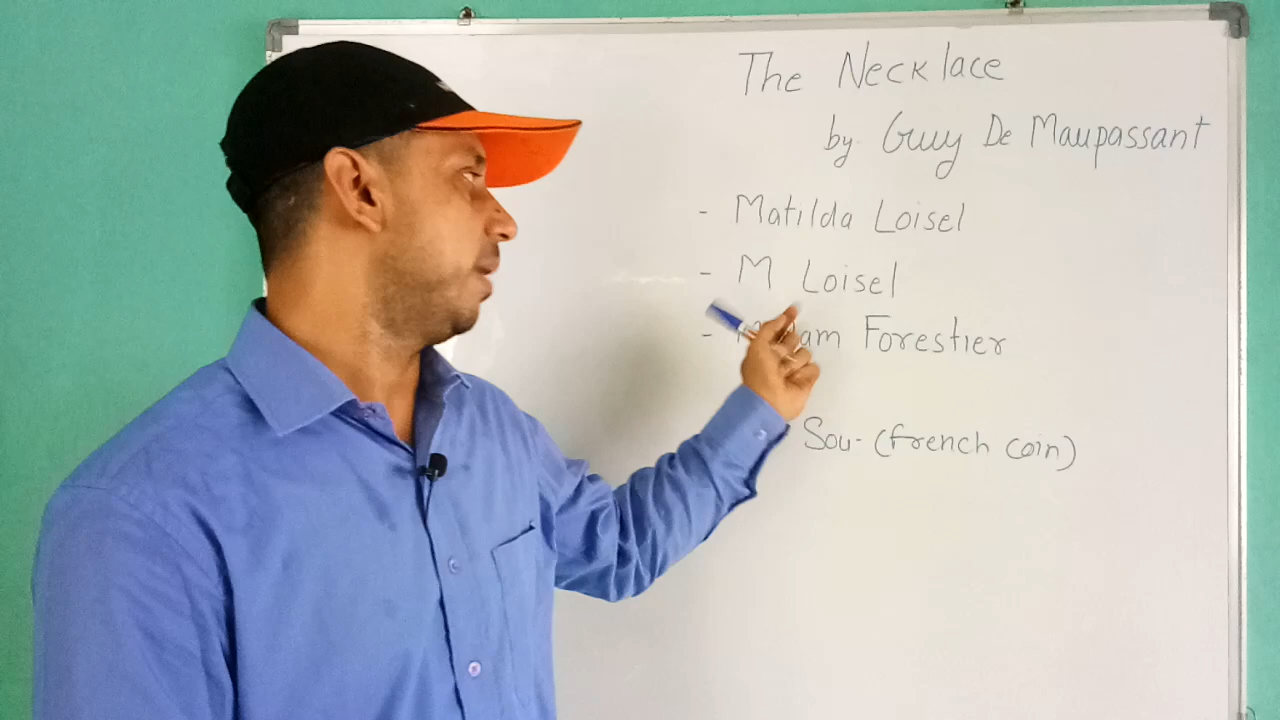 The Necklace
by Guy De Maupassant
- Matilda Loisel
- M Loisel
- Forestier
Sou- (french coin)